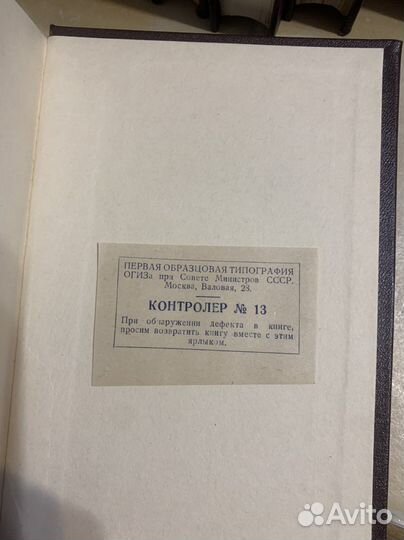 ПЕРВАЯ ОБРАЗЦОВАЯ ТИПОГРАФИЯ
ОГИЗа при Совете Министров СССР.
Москва, Валовая, 28.
КОНТРОЛЕР № 13
При обнаружении дефекта в книге,
просим возвратить книгу вместе с этим
ярлыком.
Avito